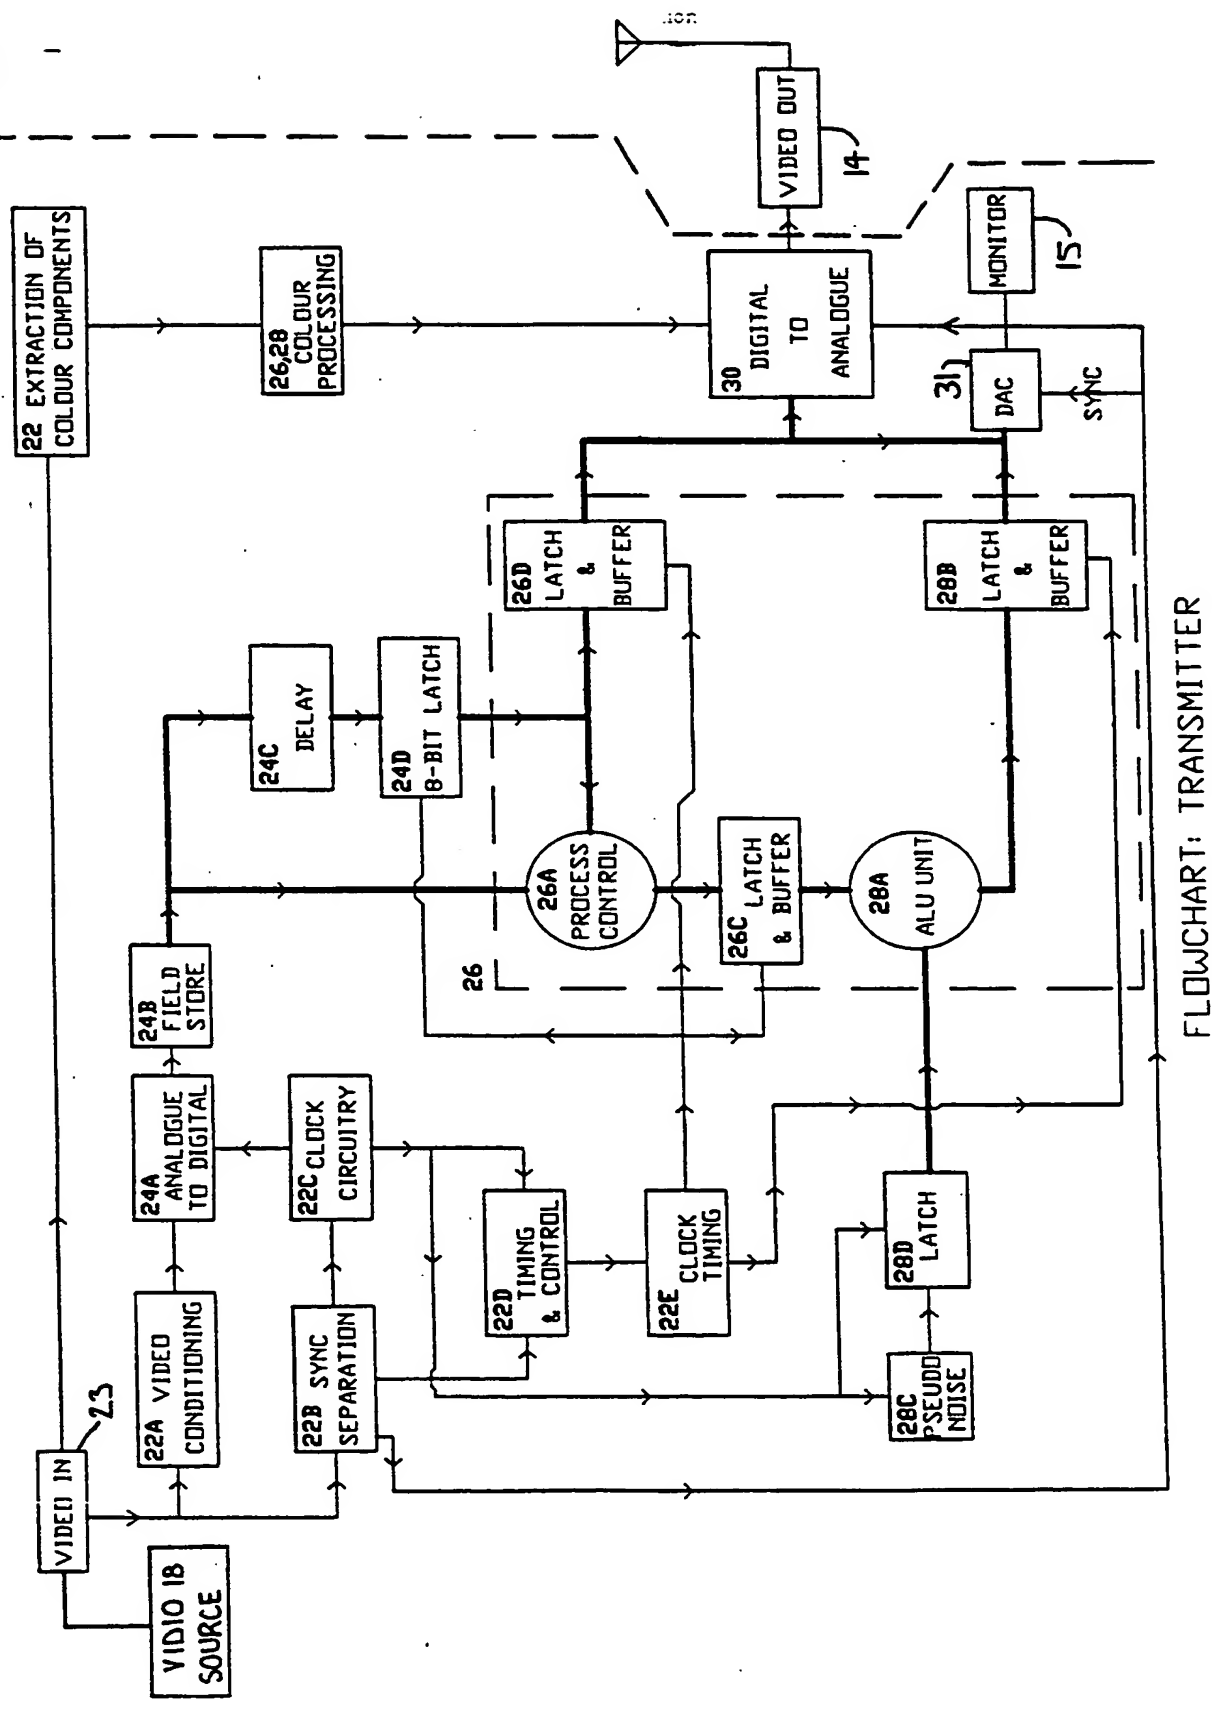 VIDIO 18
SOURCE
VIDEO IN
23
22 EXTRACTION OF
COLOUR COMPONENTS
22A VIDEO
CONDITIONING
24A
ANALOGUE
TO DIGITAL
24B
FIELD
STORE
22B SYNC
SEPARATION
22C CLOCK
CIRCUITRY
24C
DELAY
24D
8-BIT LATCH
26,28
COLOUR
PROCESSING
22D
TIMING
& CONTROL
22E
CLOCK
TIMING
26
26A
PROCESS
CONTROL
26D
LATCH
&
BUFFER
26C
LATCH
& BUFFER
28A
ALU UNIT
28B
LATCH
&
BUFFER
28C
PSEUDO
NOISE
28D
LATCH
30
DIGITAL
TO
ANALOGUE
VIDEO OUT
14
31
DAC
SYNC
MONITOR
15
FLOWCHART: TRANSMITTER